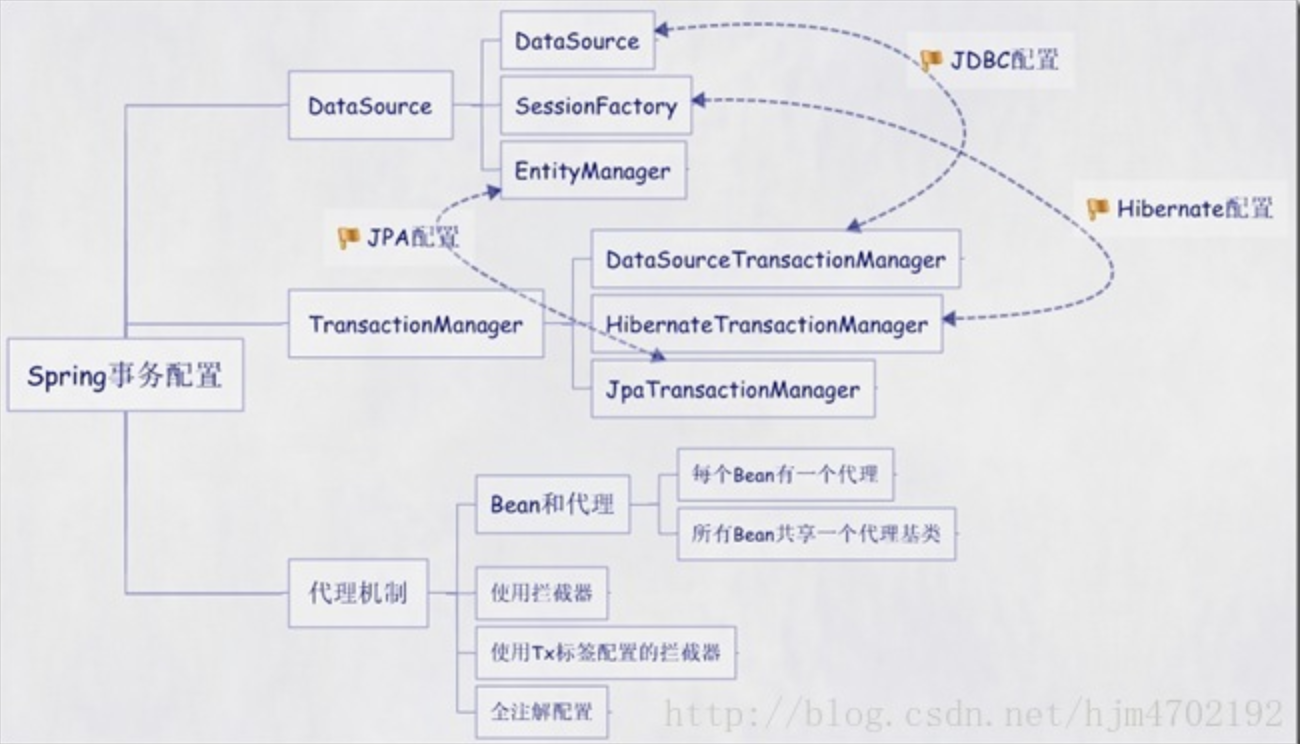 DataSource
JDBC配置
DataSource
SessionFactory
EntityManager
Hibernate配置
JPA配置
DataSourceTransactionManager
TransactionManager
HibernateTransactionManager
Spring事务配置
JpaTransactionManager
每个Bean有一个代理
Bean和代理
所有Bean共享一个代理基类
代理机制
使用拦截器
使用Tx标签配置的拦截器
全注解配置
http://blog.csdn.net/hjm4702192